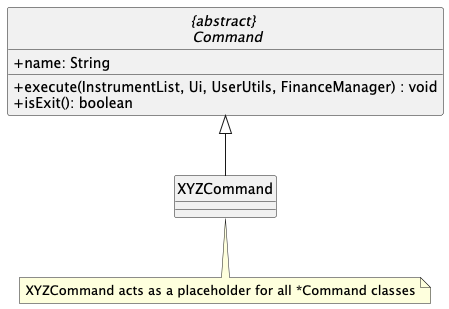 {abstract}
Command
+name: String
+execute(InstrumentList, Ui, UserUtils, FinanceManager) : void
+isExit(): boolean
XYZCommand
XYZCommand acts as a placeholder for all *Command classes